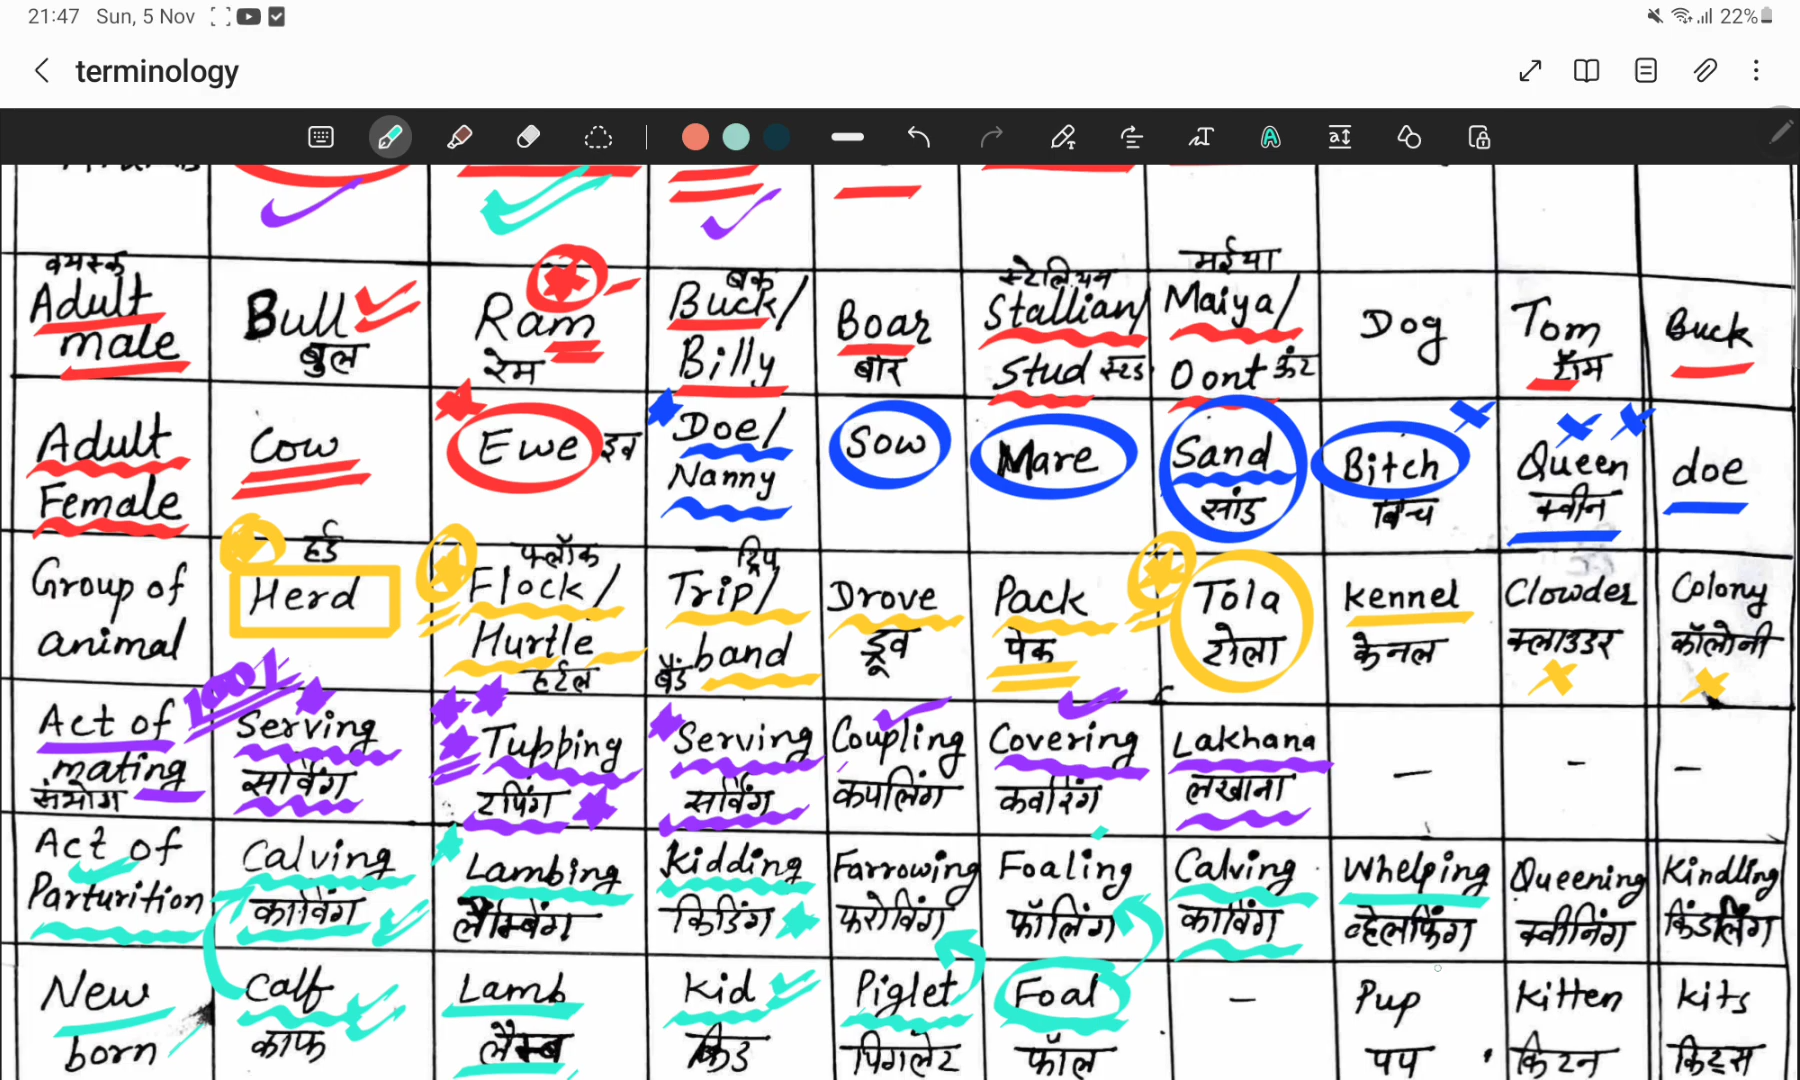 21:47 Sun, 5 Nov 22%
terminology
वयस्क
Adult
male
Bull
बुल
Ram
रेम
बक
Buck/
Billy
Boar
बोर
स्टेलियन
Stallian/
Stud स्टड
मईया
Maiya/
Oont ऊंट
Dog
Tom
टॉम
Buck
Adult
Female
Cow
Ewe इव
Doe/
Nanny
Sow
Mare
Sand
सांड
Bitch
बिच
Queen
क्वीन
doe
Group of
animal
हर्ड
Herd
फ्लॉक
Flock/
Hurtle
हर्टल
ट्रिप
Trip/
band
बैंड
Drove
ड्रूव
Pack
पेक
Tola
टोला
kennel
केनल
Clowder
क्लाउडर
Colony
कॉलोनी
Act of
mating
संभोग
100%
Serving
सर्विंग
Tupping
टपिंग
Serving
सर्विंग
Coupling
कपलिंग
Covering
कवरिंग
Lakhana
लखाना
-
-
-
Act of
Parturition
Calving
काविंग
Lambing
लैम्बिंग
Kidding
किडिंग
Farrowing
फरोविंग
Foaling
फॉलिंग
Calving
काविंग
Whelping
व्हेलपिंग
Queening
क्वीनिंग
Kindling
किंडलिंग
New
born
Calf
काफ
Lamb
लैम्ब
Kid
किड
Piglet
पिगलेट
Foal
फॉल
-
Pup
पप
Kitten
किटन
kits
किट्स